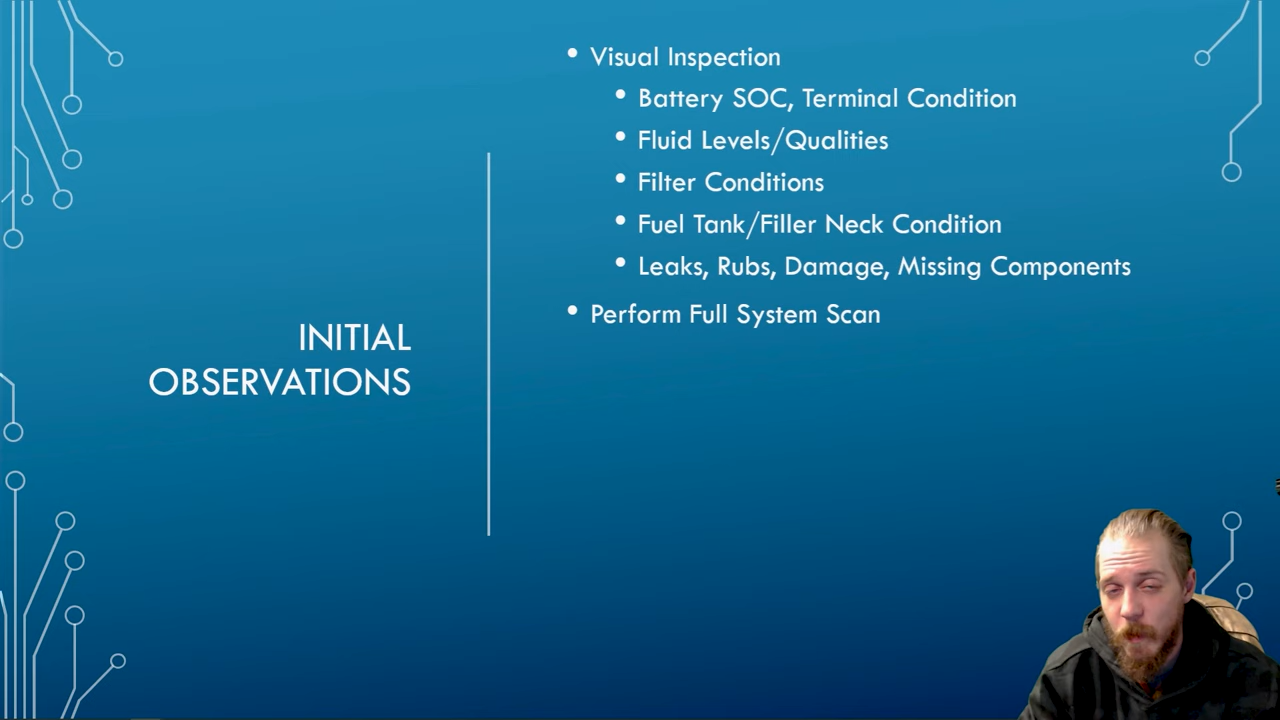 INITIAL
OBSERVATIONS
• Visual Inspection
• Battery SOC, Terminal Condition
• Fluid Levels/Qualities
• Filter Conditions
• Fuel Tank/Filler Neck Condition
• Leaks, Rubs, Damage, Missing Components
• Perform Full System Scan